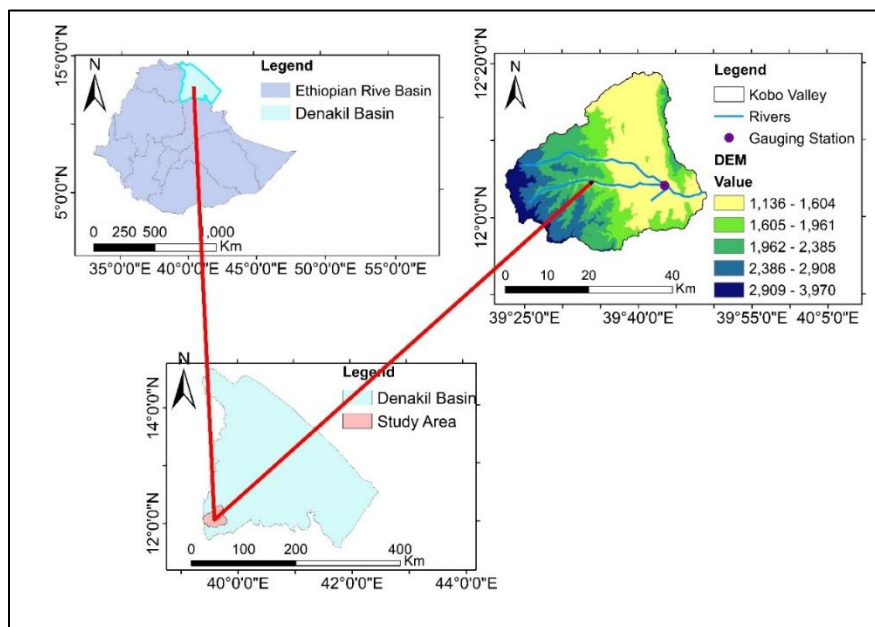 15°0'0"N
5°0'0"N
N
Legend
Ethiopian Rive Basin
Denakil Basin
0 250 500 1,000
Km
35°0'0"E 40°0'0"E 45°0'0"E 50°0'0"E 55°0'0"E
12°20'0"N
12°0'0"N
N
Legend
Kobo Valley
Rivers
Gauging Station
DEM
Value
1,136 - 1,604
1,605 - 1,961
1,962 - 2,385
2,386 - 2,908
2,909 - 3,970
0 10 20 40
Km
39°25'0"E 39°40'0"E 39°55'0"E 40°5'0"E
14°0'0"N
12°0'0"N
N
Legend
Denakil Basin
Study Area
0 100 200 400
Km
40°0'0"E 42°0'0"E 44°0'0"E